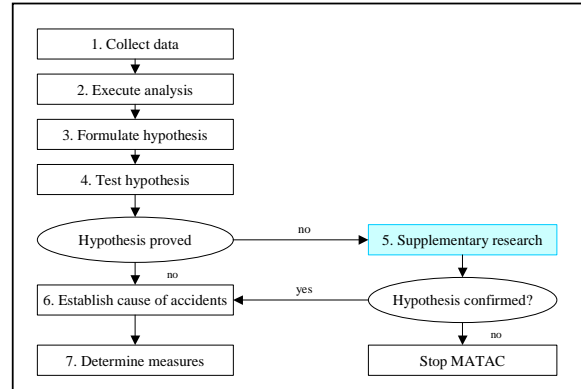 1. Collect data
2. Execute analysis
3. Formulate hypothesis
4. Test hypothesis
Hypothesis proved
no
5. Supplementary research
no
6. Establish cause of accidents
yes
Hypothesis confirmed?
no
7. Determine measures
Stop MATAC